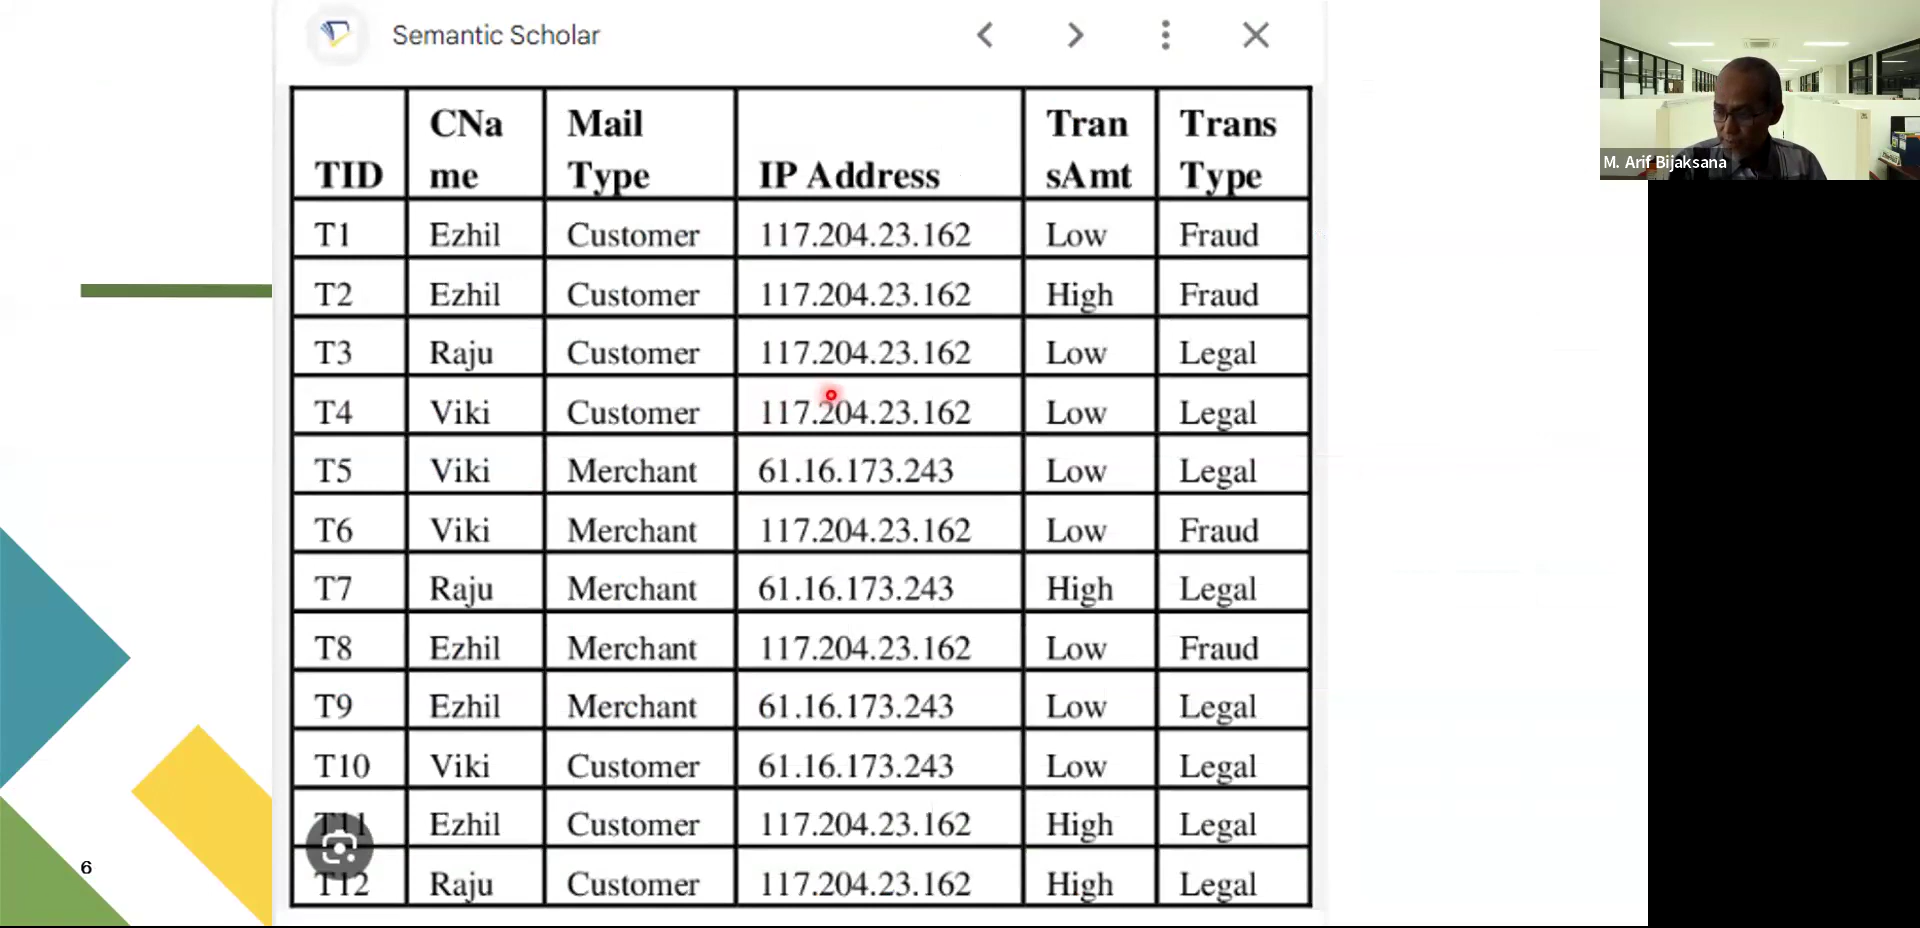 Semantic Scholar
M. Arif Bijaksana
TID CNa me Mail Type IP Address Tran sAmt Trans Type
T1 Ezhil Customer 117.204.23.162 Low Fraud
T2 Ezhil Customer 117.204.23.162 High Fraud
T3 Raju Customer 117.204.23.162 Low Legal
T4 Viki Customer 117.204.23.162 Low Legal
T5 Viki Merchant 61.16.173.243 Low Legal
T6 Viki Merchant 117.204.23.162 Low Fraud
T7 Raju Merchant 61.16.173.243 High Legal
T8 Ezhil Merchant 117.204.23.162 Low Fraud
T9 Ezhil Merchant 61.16.173.243 Low Legal
T10 Viki Customer 61.16.173.243 Low Legal
T11 Ezhil Customer 117.204.23.162 High Legal
T12 Raju Customer 117.204.23.162 High Legal
6